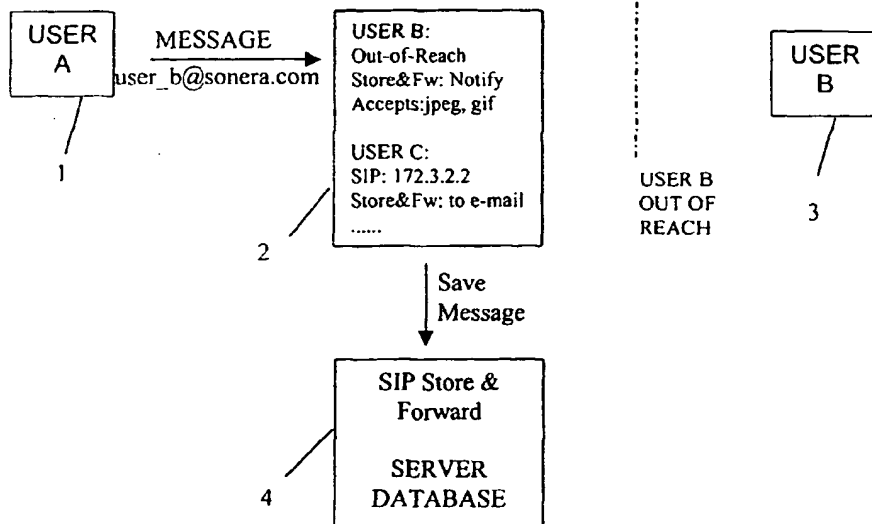 USER
A
1
MESSAGE
user_b@sonera.com
USER B:
Out-of-Reach
Store&Fw: Notify
Accepts:jpeg, gif
USER C:
SIP: 172.3.2.2
Store&Fw: to e-mail
......
2
USER B
OUT OF
REACH
USER
B
3
Save
Message
SIP Store &
Forward
SERVER
DATABASE
4